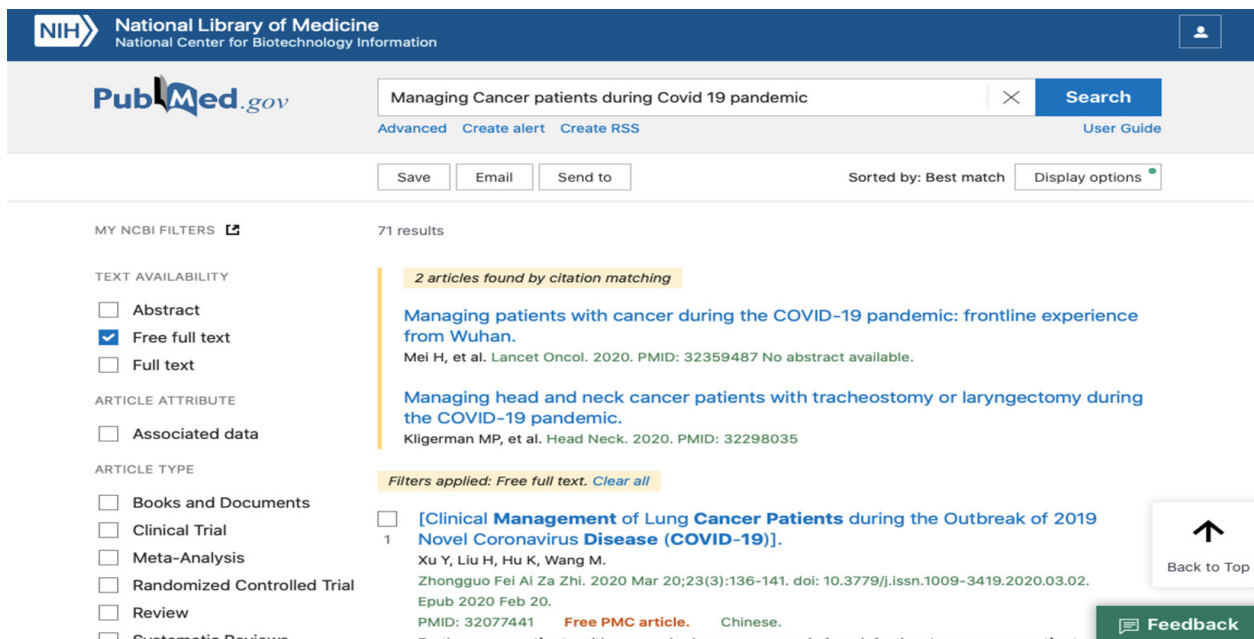 NIH
National Library of Medicine
National Center for Biotechnology Information
PubMed.gov
Managing Cancer patients during Covid 19 pandemic
Search
Advanced Create alert Create RSS
User Guide
Save Email Send to
Sorted by: Best match Display options
MY NCBI FILTERS
71 results
TEXT AVAILABILITY
Abstract
Free full text
Full text
ARTICLE ATTRIBUTE
Associated data
ARTICLE TYPE
Books and Documents
Clinical Trial
Meta-Analysis
Randomized Controlled Trial
Review
Systematic Reviews
2 articles found by citation matching
Managing patients with cancer during the COVID-19 pandemic: frontline experience
from Wuhan.
Mei H, et al. Lancet Oncol. 2020. PMID: 32359487 No abstract available.
Managing head and neck cancer patients with tracheostomy or laryngectomy during
the COVID-19 pandemic.
Kligerman MP, et al. Head Neck. 2020. PMID: 32298035
Filters applied: Free full text. Clear all
1
[Clinical Management of Lung Cancer Patients during the Outbreak of 2019
Novel Coronavirus Disease (COVID-19)].
Xu Y, Liu H, Hu K, Wang M.
Zhongguo Fei Ai Za Zhi. 2020 Mar 20;23(3):136-141. doi: 10.3779/j.issn.1009-3419.2020.03.02.
Epub 2020 Feb 20.
PMID: 32077441 Free PMC article. Chinese.
Back to Top
Feedback